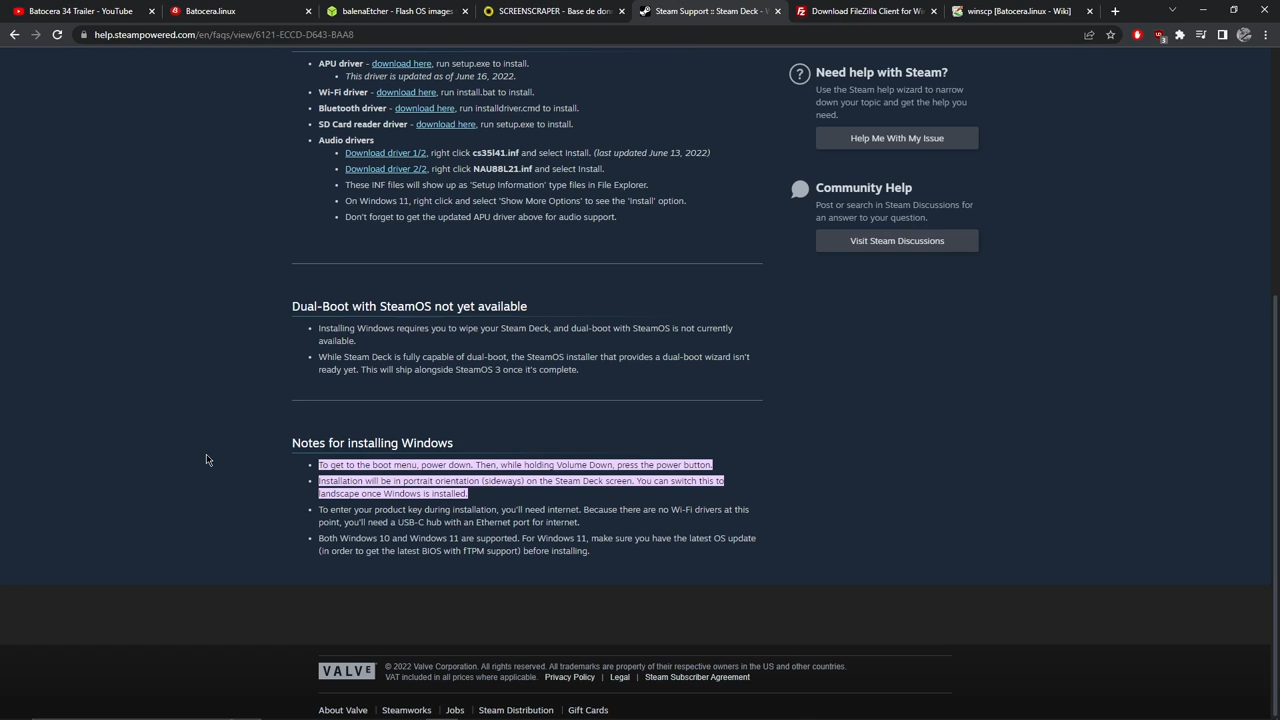 Batocera 34 Trailer - YouTube
Batocera.linux
balenaEtcher - Flash OS images
SCREENSCRAPER - Base de don
Steam Support :: Steam Deck - W
Download FileZilla Client for Wi
winscp [Batocera.linux - Wiki]
help.steampowered.com/en/faqs/view/6121-ECCD-D643-BAA8
3
APU driver - download here, run setup.exe to install.
This driver is updated as of June 16, 2022.
Wi-Fi driver - download here, run install.bat to install.
Bluetooth driver - download here, run installdriver.cmd to install.
SD Card reader driver - download here, run setup.exe to install.
Audio drivers
Download driver 1/2, right click cs35l41.inf and select Install. (last updated June 13, 2022)
Download driver 2/2, right click NAU88L21.inf and select Install.
These INF files will show up as 'Setup Information' type files in File Explorer.
On Windows 11, right click and select 'Show More Options' to see the 'Install' option.
Don't forget to get the updated APU driver above for audio support.
? Need help with Steam?
Use the Steam help wizard to narrow
down your topic and get the help you
need.
Help Me With My Issue
Community Help
Post or search in Steam Discussions for
an answer to your question.
Visit Steam Discussions
Dual-Boot with SteamOS not yet available
Installing Windows requires you to wipe your Steam Deck, and dual-boot with SteamOS is not currently
available.
While Steam Deck is fully capable of dual-boot, the SteamOS installer that provides a dual-boot wizard isn't
ready yet. This will ship alongside SteamOS 3 once it's complete.
Notes for installing Windows
To get to the boot menu, power down. Then, while holding Volume Down, press the power button.
Installation will be in portrait orientation (sideways) on the Steam Deck screen. You can switch this to
landscape once Windows is installed.
To enter your product key during installation, you'll need internet. Because there are no Wi-Fi drivers at this
point, you'll need a USB-C hub with an Ethernet port for internet.
Both Windows 10 and Windows 11 are supported. For Windows 11, make sure you have the latest OS update
(in order to get the latest BIOS with fTPM support) before installing.
VALVE
© 2022 Valve Corporation. All rights reserved. All trademarks are property of their respective owners in the US and other countries.
VAT included in all prices where applicable. Privacy Policy | Legal | Steam Subscriber Agreement
About Valve | Steamworks | Jobs | Steam Distribution | Gift Cards